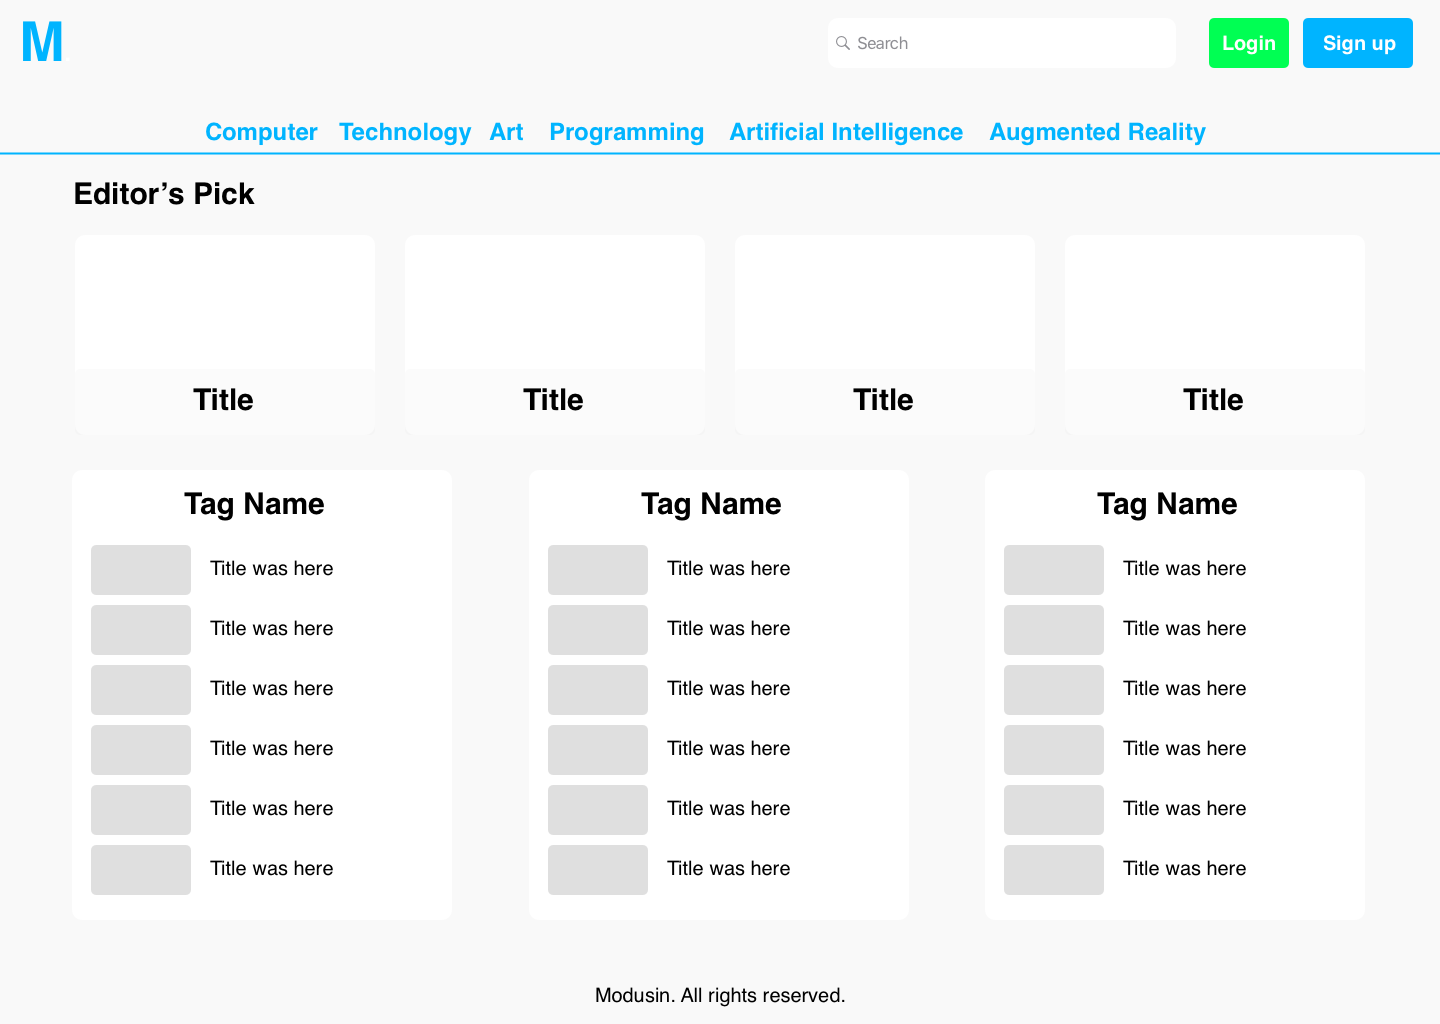 M
Search
Login
Sign up
Computer Technology Art Programming Artificial Intelligence Augmented Reality
Editor’s Pick
Title Title Title Title
Tag Name Tag Name Tag Name
Title was here Title was here Title was here
Title was here Title was here Title was here
Title was here Title was here Title was here
Title was here Title was here Title was here
Title was here Title was here Title was here
Title was here Title was here Title was here
Modusin. All rights reserved.